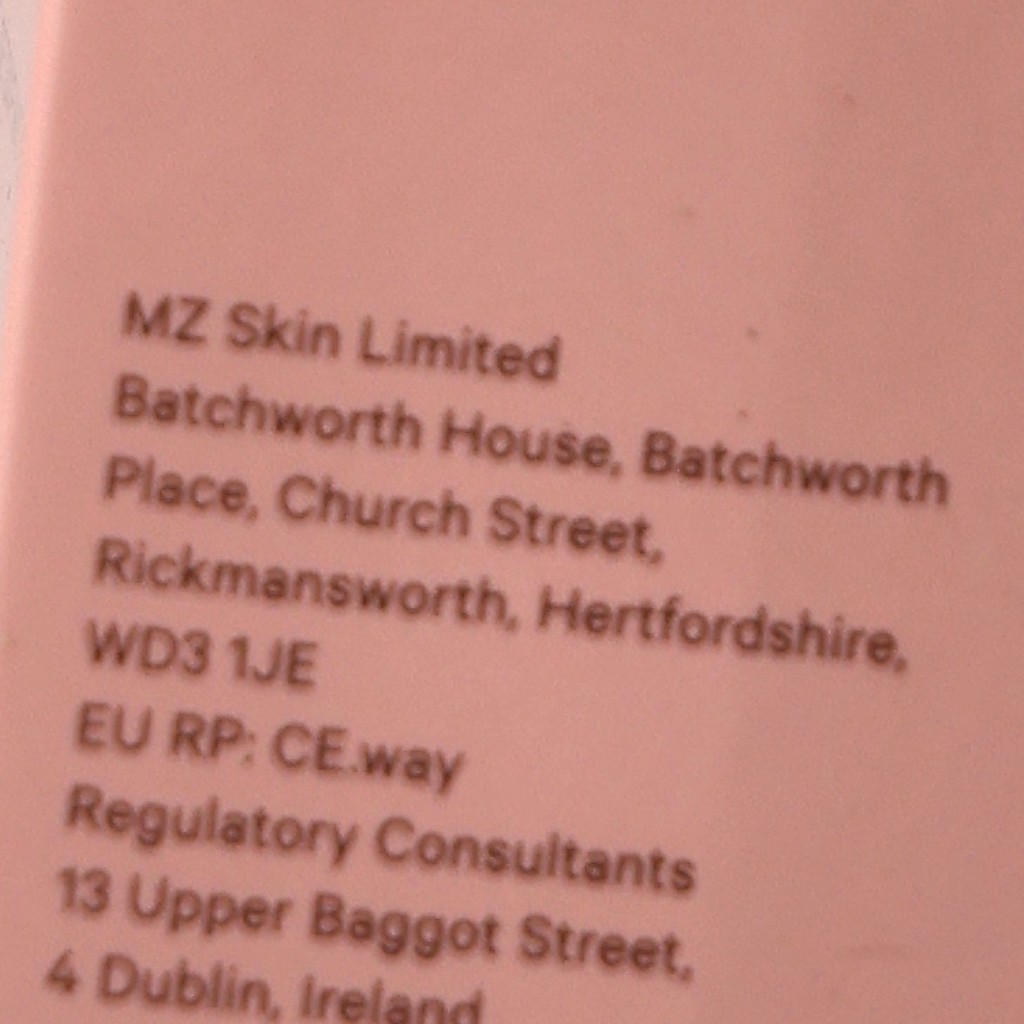 MZ Skin Limited
Batchworth House, Batchworth
Place, Church Street,
Rickmansworth, Hertfordshire,
WD3 1JE
EU RP: CE.way
Regulatory Consultants
13 Upper Baggot Street,
4 Dublin, Ireland